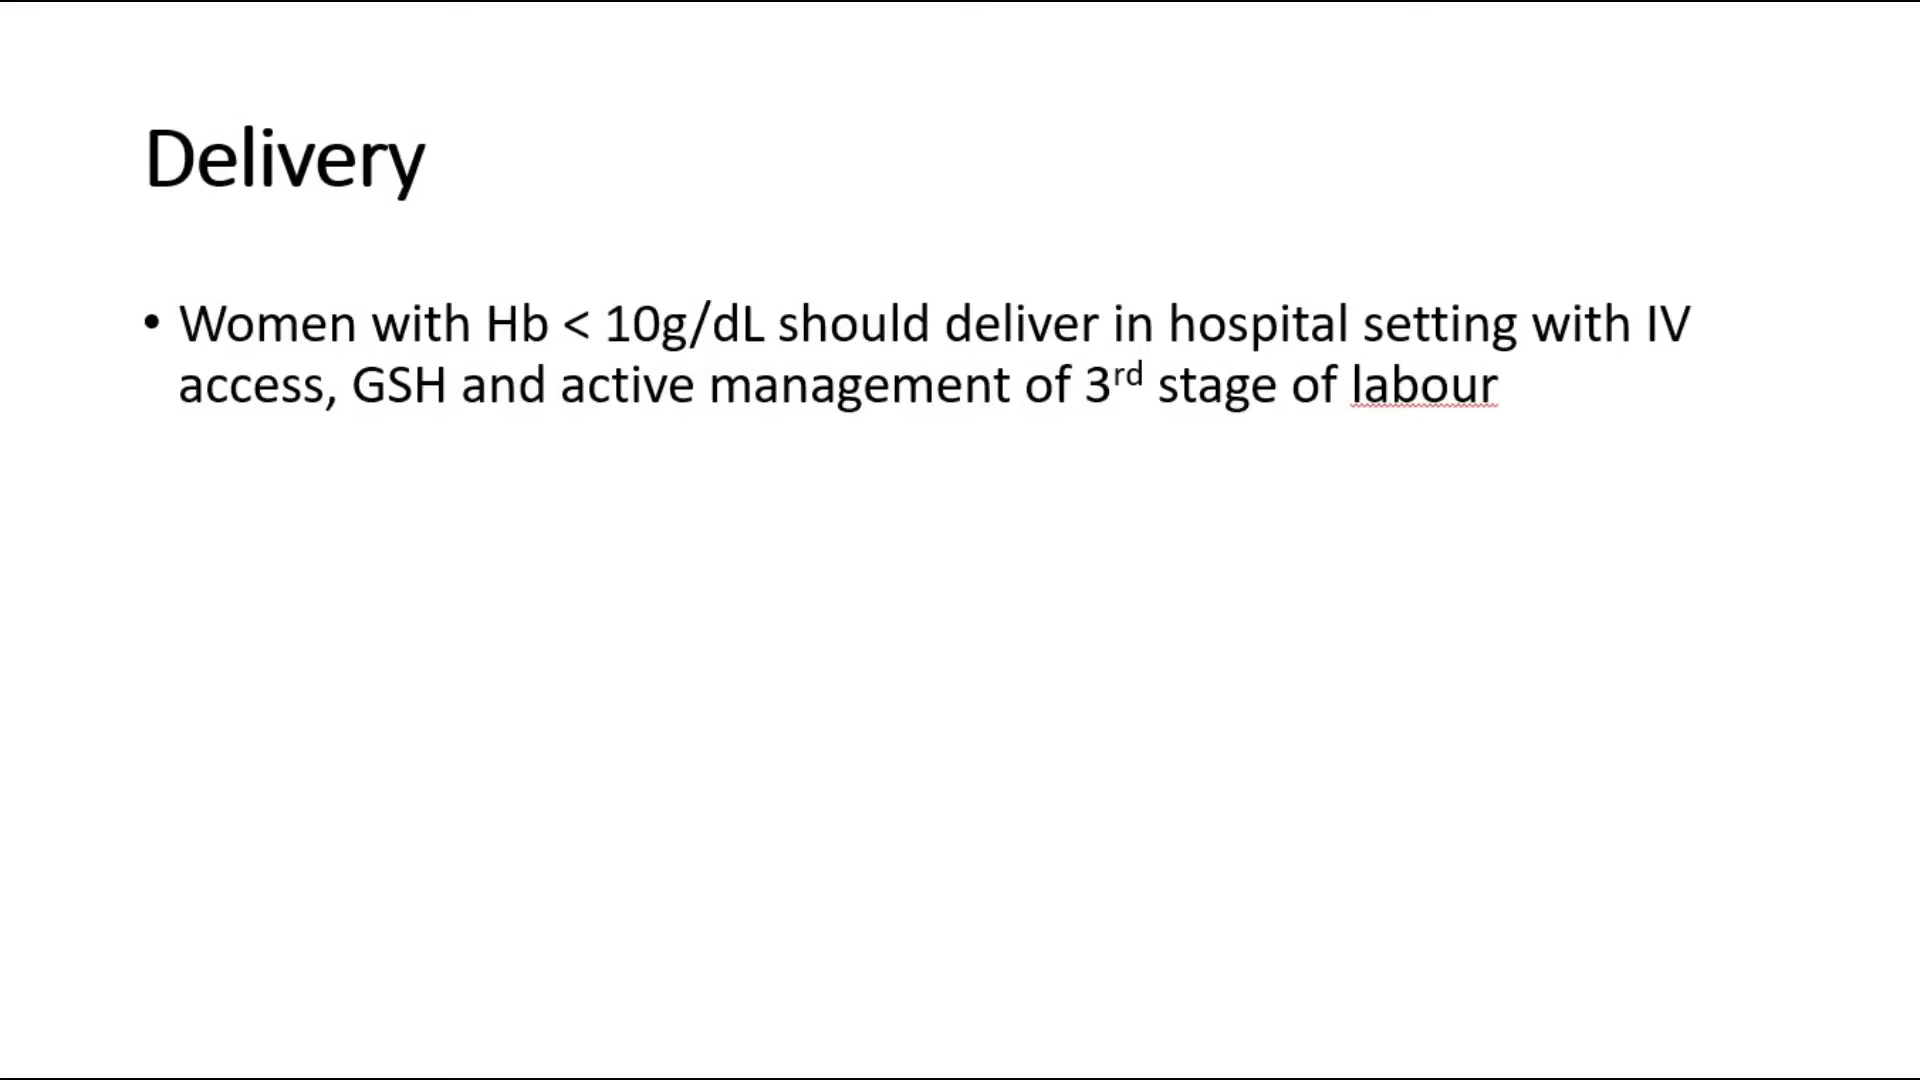 Delivery
• Women with Hb < 10g/dL should deliver in hospital setting with IV
access, GSH and active management of 3rd stage of labour